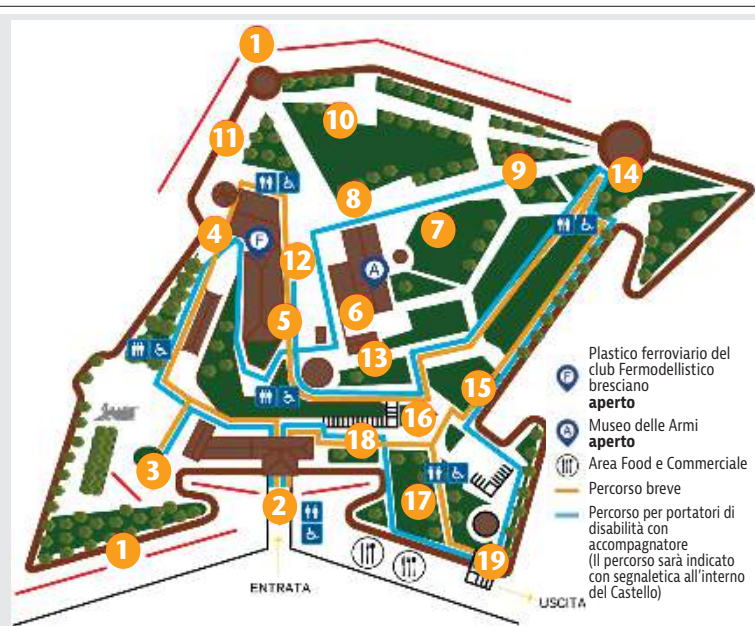 1
10
11
14
9
8
4
7
F
12
A
6
5
13
Plastico ferroviario del
club Fermodellistico
bresciano
aperto
F
15
Museo delle Armi
aperto
A
16
Area Food e Commerciale
18
Percorso breve
3
17
Percorso per portatori di
disabilità con
accompagnatore
(Il percorso sarà indicato
con segnaletica all'interno
del Castello)
2
1
19
ENTRATA
USCITA